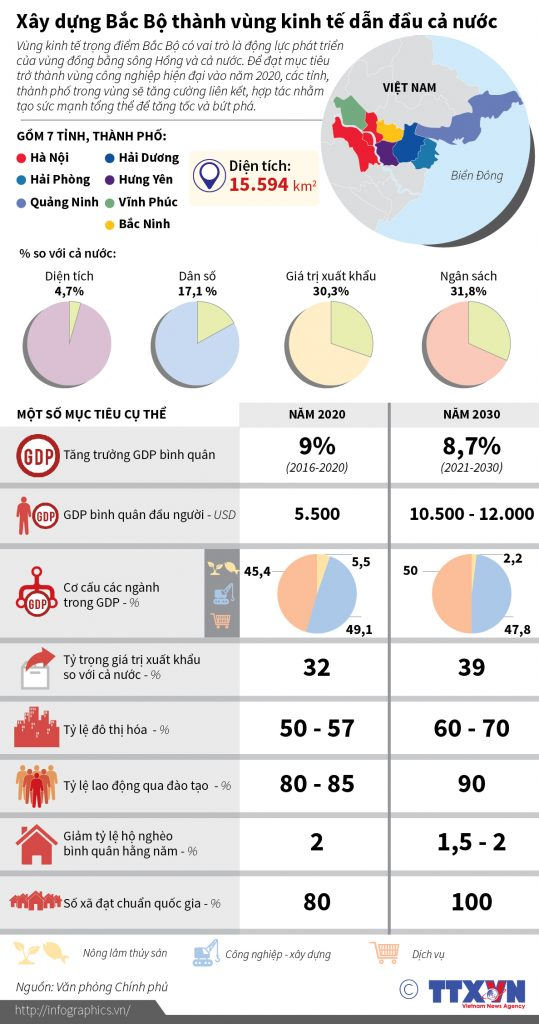 Xây dựng Bắc Bộ thành vùng kinh tế dẫn đầu cả nước
Vùng kinh tế trọng điểm Bắc Bộ có vai trò là động lực phát triển
của vùng đồng bằng sông Hồng và cả nước. Để đạt mục tiêu
trở thành vùng công nghiệp hiện đại vào năm 2020, các tỉnh,
thành phố trong vùng sẽ tăng cường liên kết, hợp tác nhằm
tạo sức mạnh tổng thể để tăng tốc và bứt phá.
VIỆT NAM
Biển Đông
GỒM 7 TỈNH, THÀNH PHỐ:
Hà Nội
Hải Dương
Hải Phòng
Hưng Yên
Quảng Ninh
Vĩnh Phúc
Bắc Ninh
Diện tích:
15.594 km²
% so với cả nước:
Diện tích
4,7%
Dân số
17,1 %
Giá trị xuất khẩu
30,3%
Ngân sách
31,8%
MỘT SỐ MỤC TIÊU CỤ THỂ
NĂM 2020
NĂM 2030
GDP
Tăng trưởng GDP bình quân
9%
(2016-2020)
8,7%
(2021-2030)
GDP
GDP bình quân đầu người - USD
5.500
10.500 - 12.000
GDP
Cơ cấu các ngành
trong GDP - %
45,4
5,5
49,1
50
2,2
47,8
Tỷ trọng giá trị xuất khẩu
so với cả nước - %
32
39
Tỷ lệ đô thị hóa - %
50 - 57
60 - 70
Tỷ lệ lao động qua đào tạo - %
80 - 85
90
Giảm tỷ lệ hộ nghèo
bình quân hằng năm - %
2
1,5 - 2
Số xã đạt chuẩn quốc gia - %
80
100
Nông lâm thủy sản
Công nghiệp - xây dựng
Dịch vụ
Nguồn: Văn phòng Chính phủ
© TTXVN
Vietnam News Agency
http://infographics.vn/